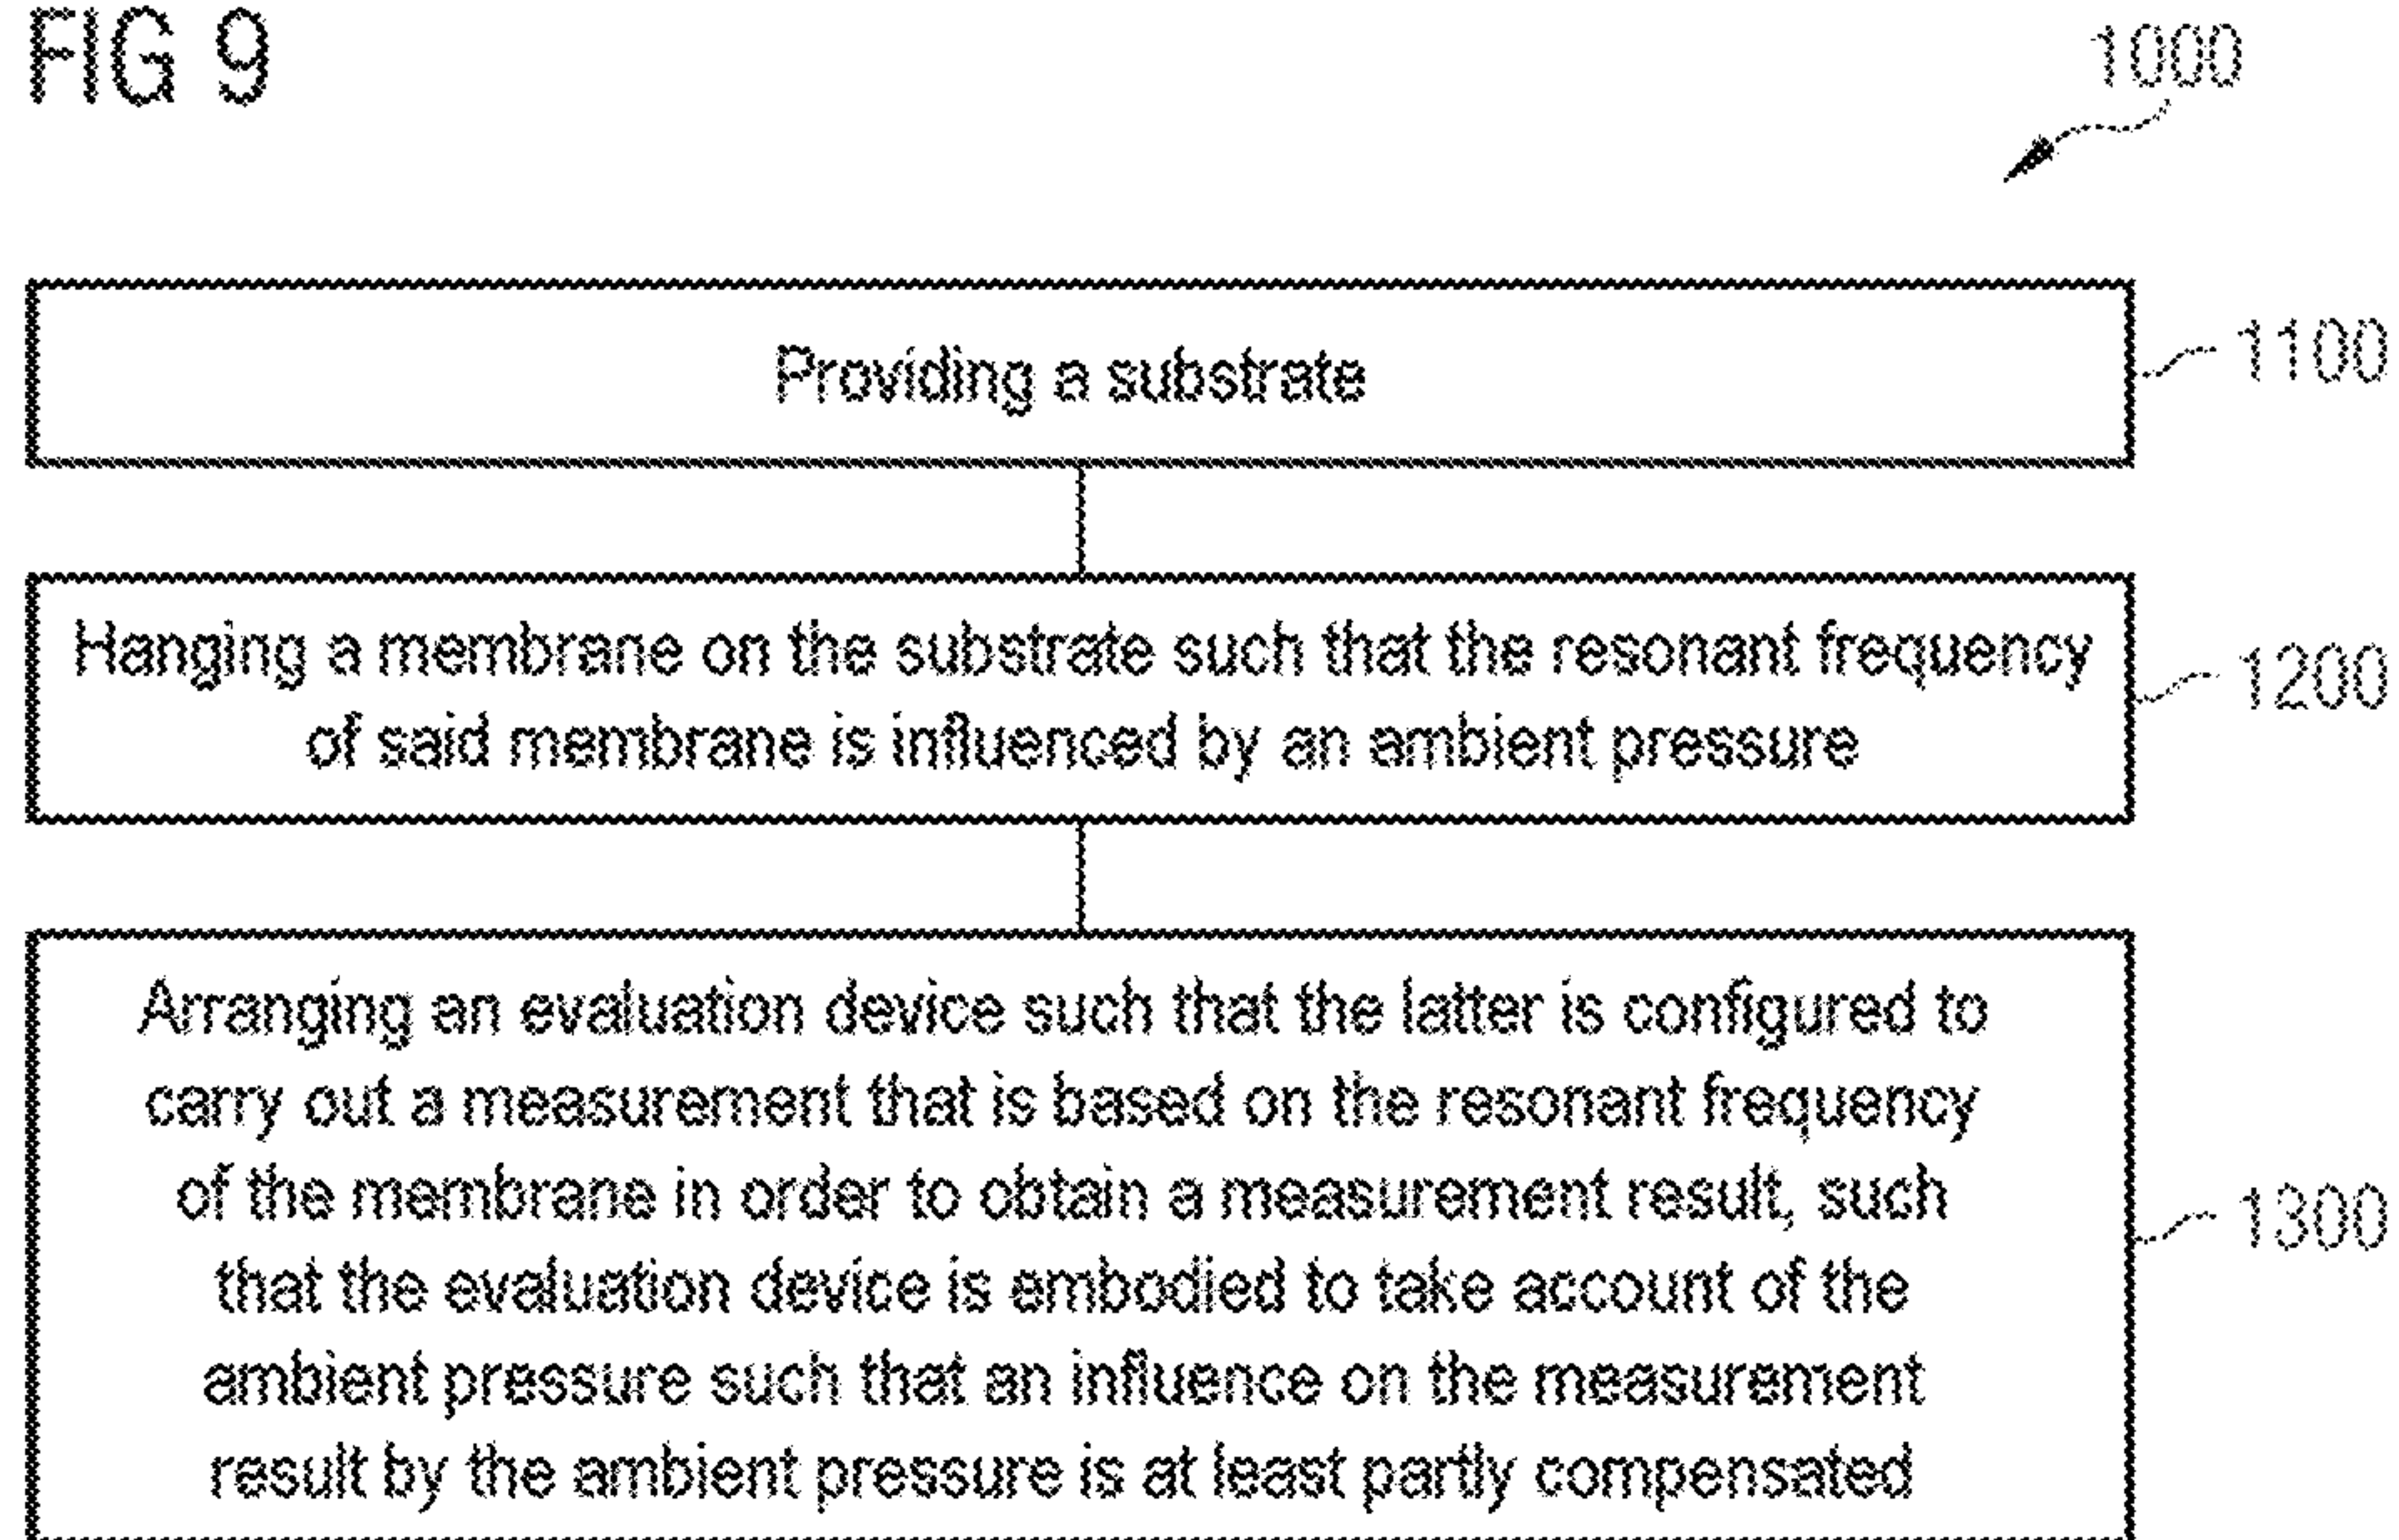 FIG 9
1000
Providing a substrate
1100
Hanging a membrane on the substrate such that the resonant frequency
of said membrane is influenced by an ambient pressure
1200
Arranging an evaluation device such that the latter is configured to
carry out a measurement that is based on the resonant frequency
of the membrane in order to obtain a measurement result, such
that the evaluation device is embodied to take account of the
ambient pressure such that an influence on the measurement
result by the ambient pressure is at least partly compensated
1300